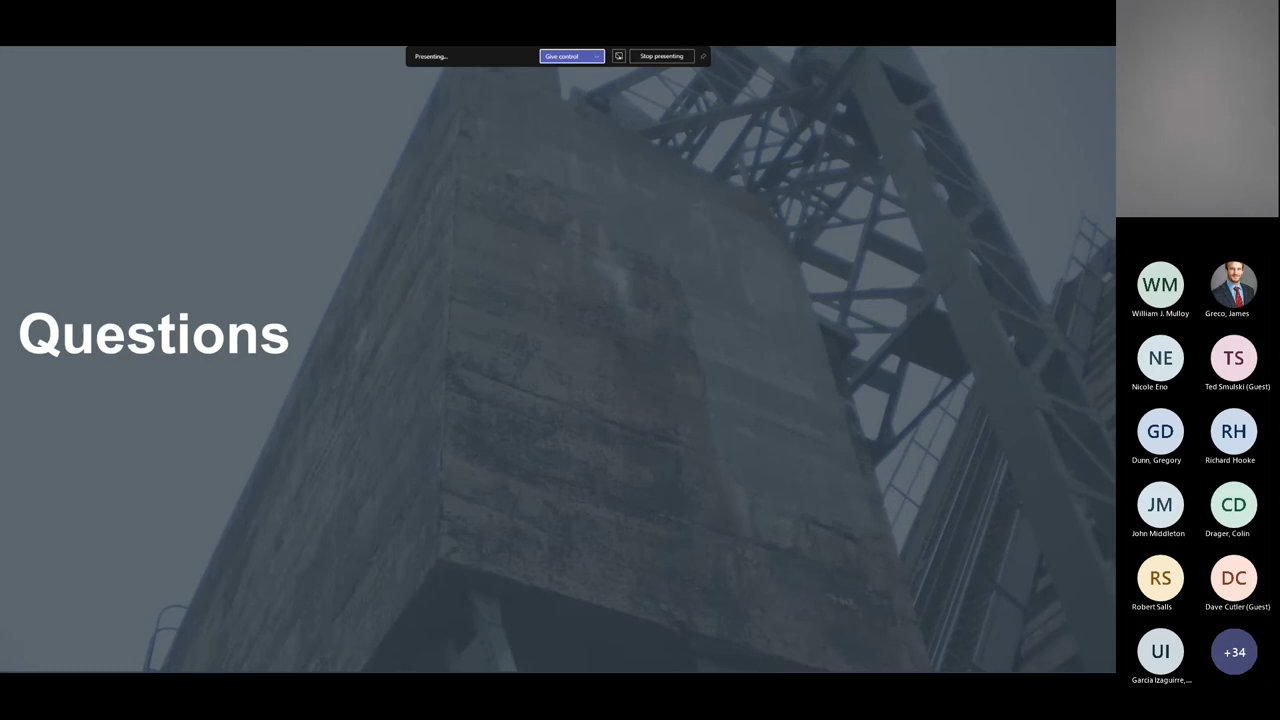 Presenting...
Give control
Stop presenting
Questions
WM
William J. Mulloy
Greco, James
NE
TS
Nicole Eno
Ted Smulski (Guest)
GD
RH
Dunn, Gregory
Richard Hooke
JM
CD
John Middleton
Drager, Colin
RS
DC
Robert Salls
Dave Cutler (Guest)
UI
+34
Garcia Izaguirre,...